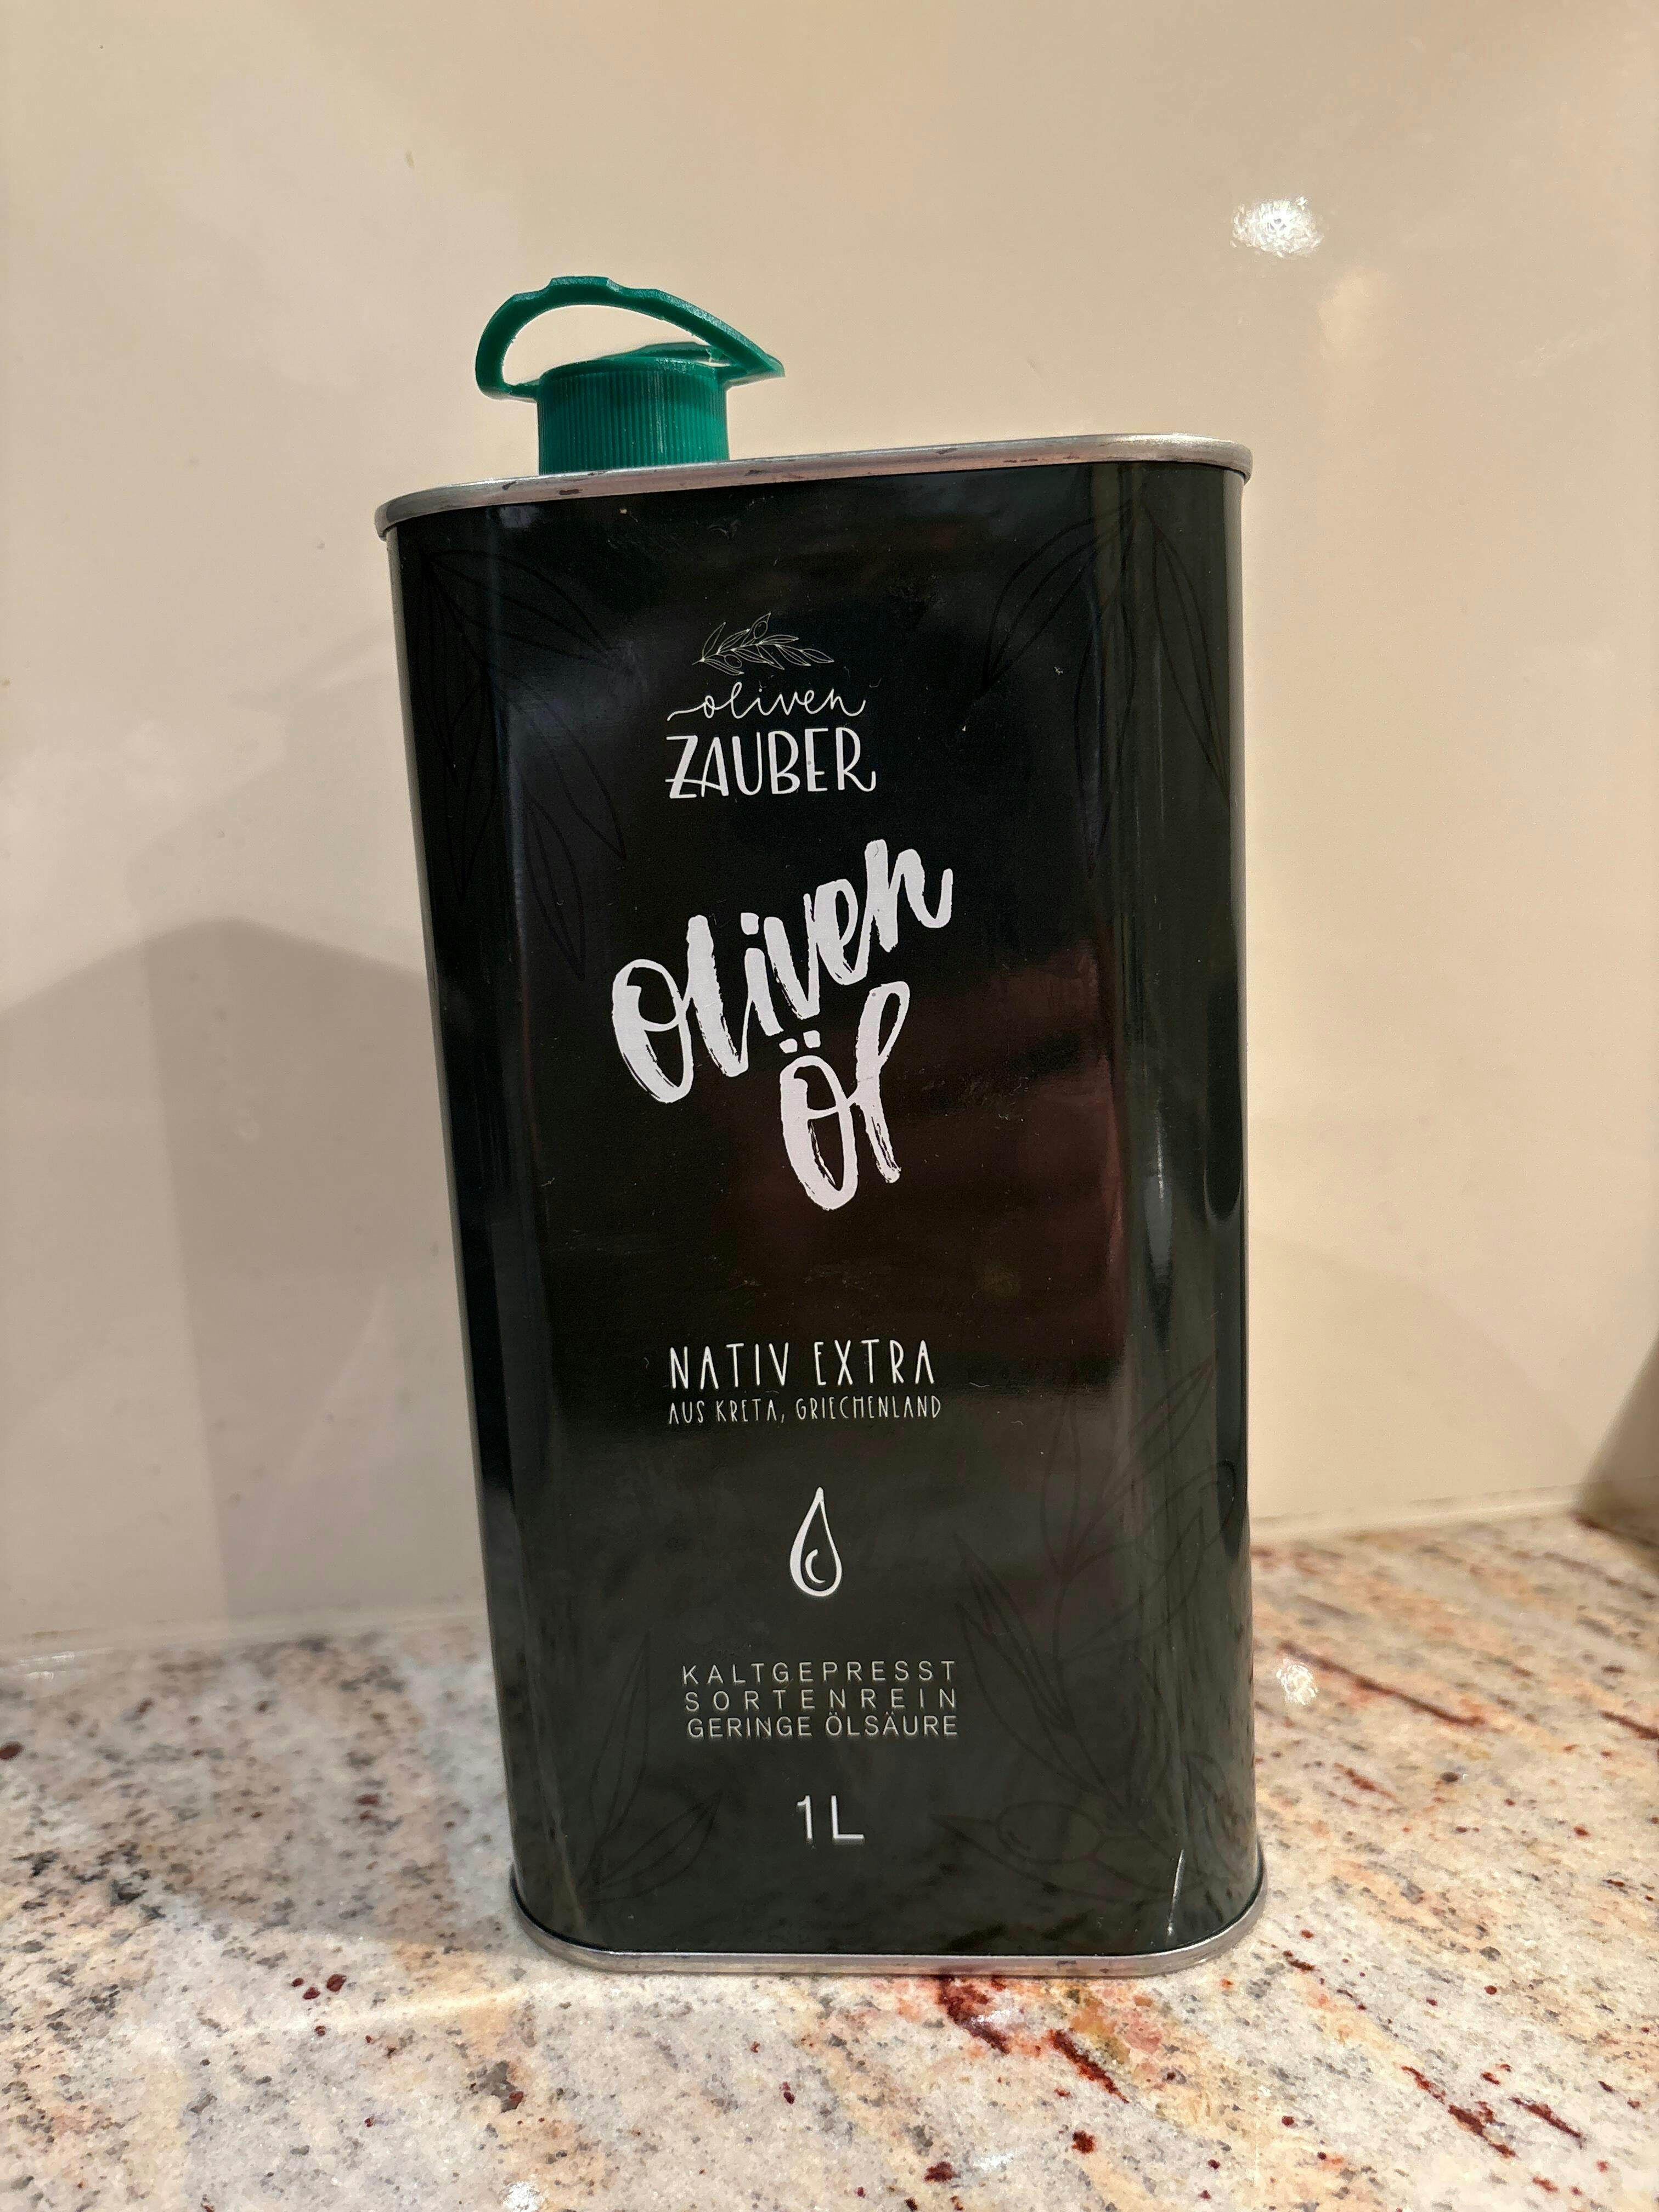 oliven
ZAUBER
Oliven
Öl
NATIV EXTRA
AUS KRETA, GRIECHENLAND
KALTGEPRESST
SORTENREIN
GERINGE ÖLSÄURE
1L